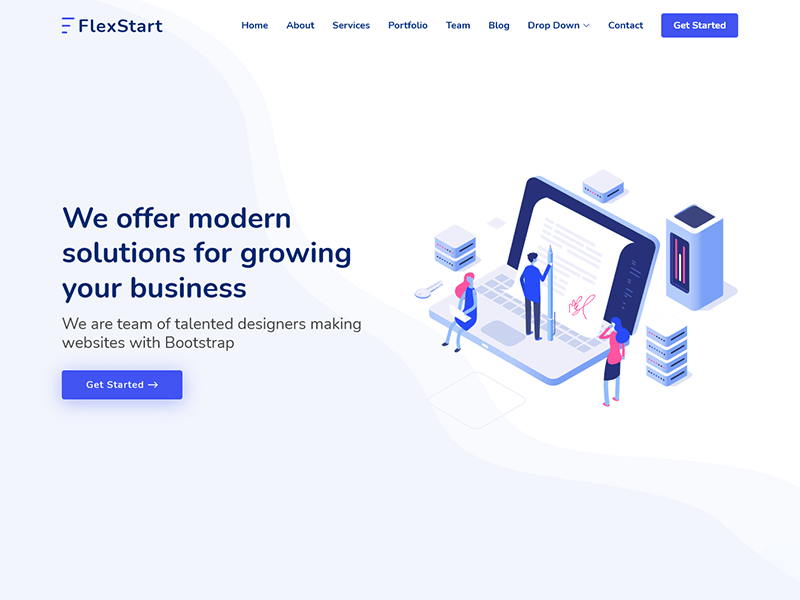 FlexStart Home About Services Portfolio Team Blog Drop Down Contact Get Started
We offer modern
solutions for growing
your business
We are team of talented designers making
websites with Bootstrap
Get Started →